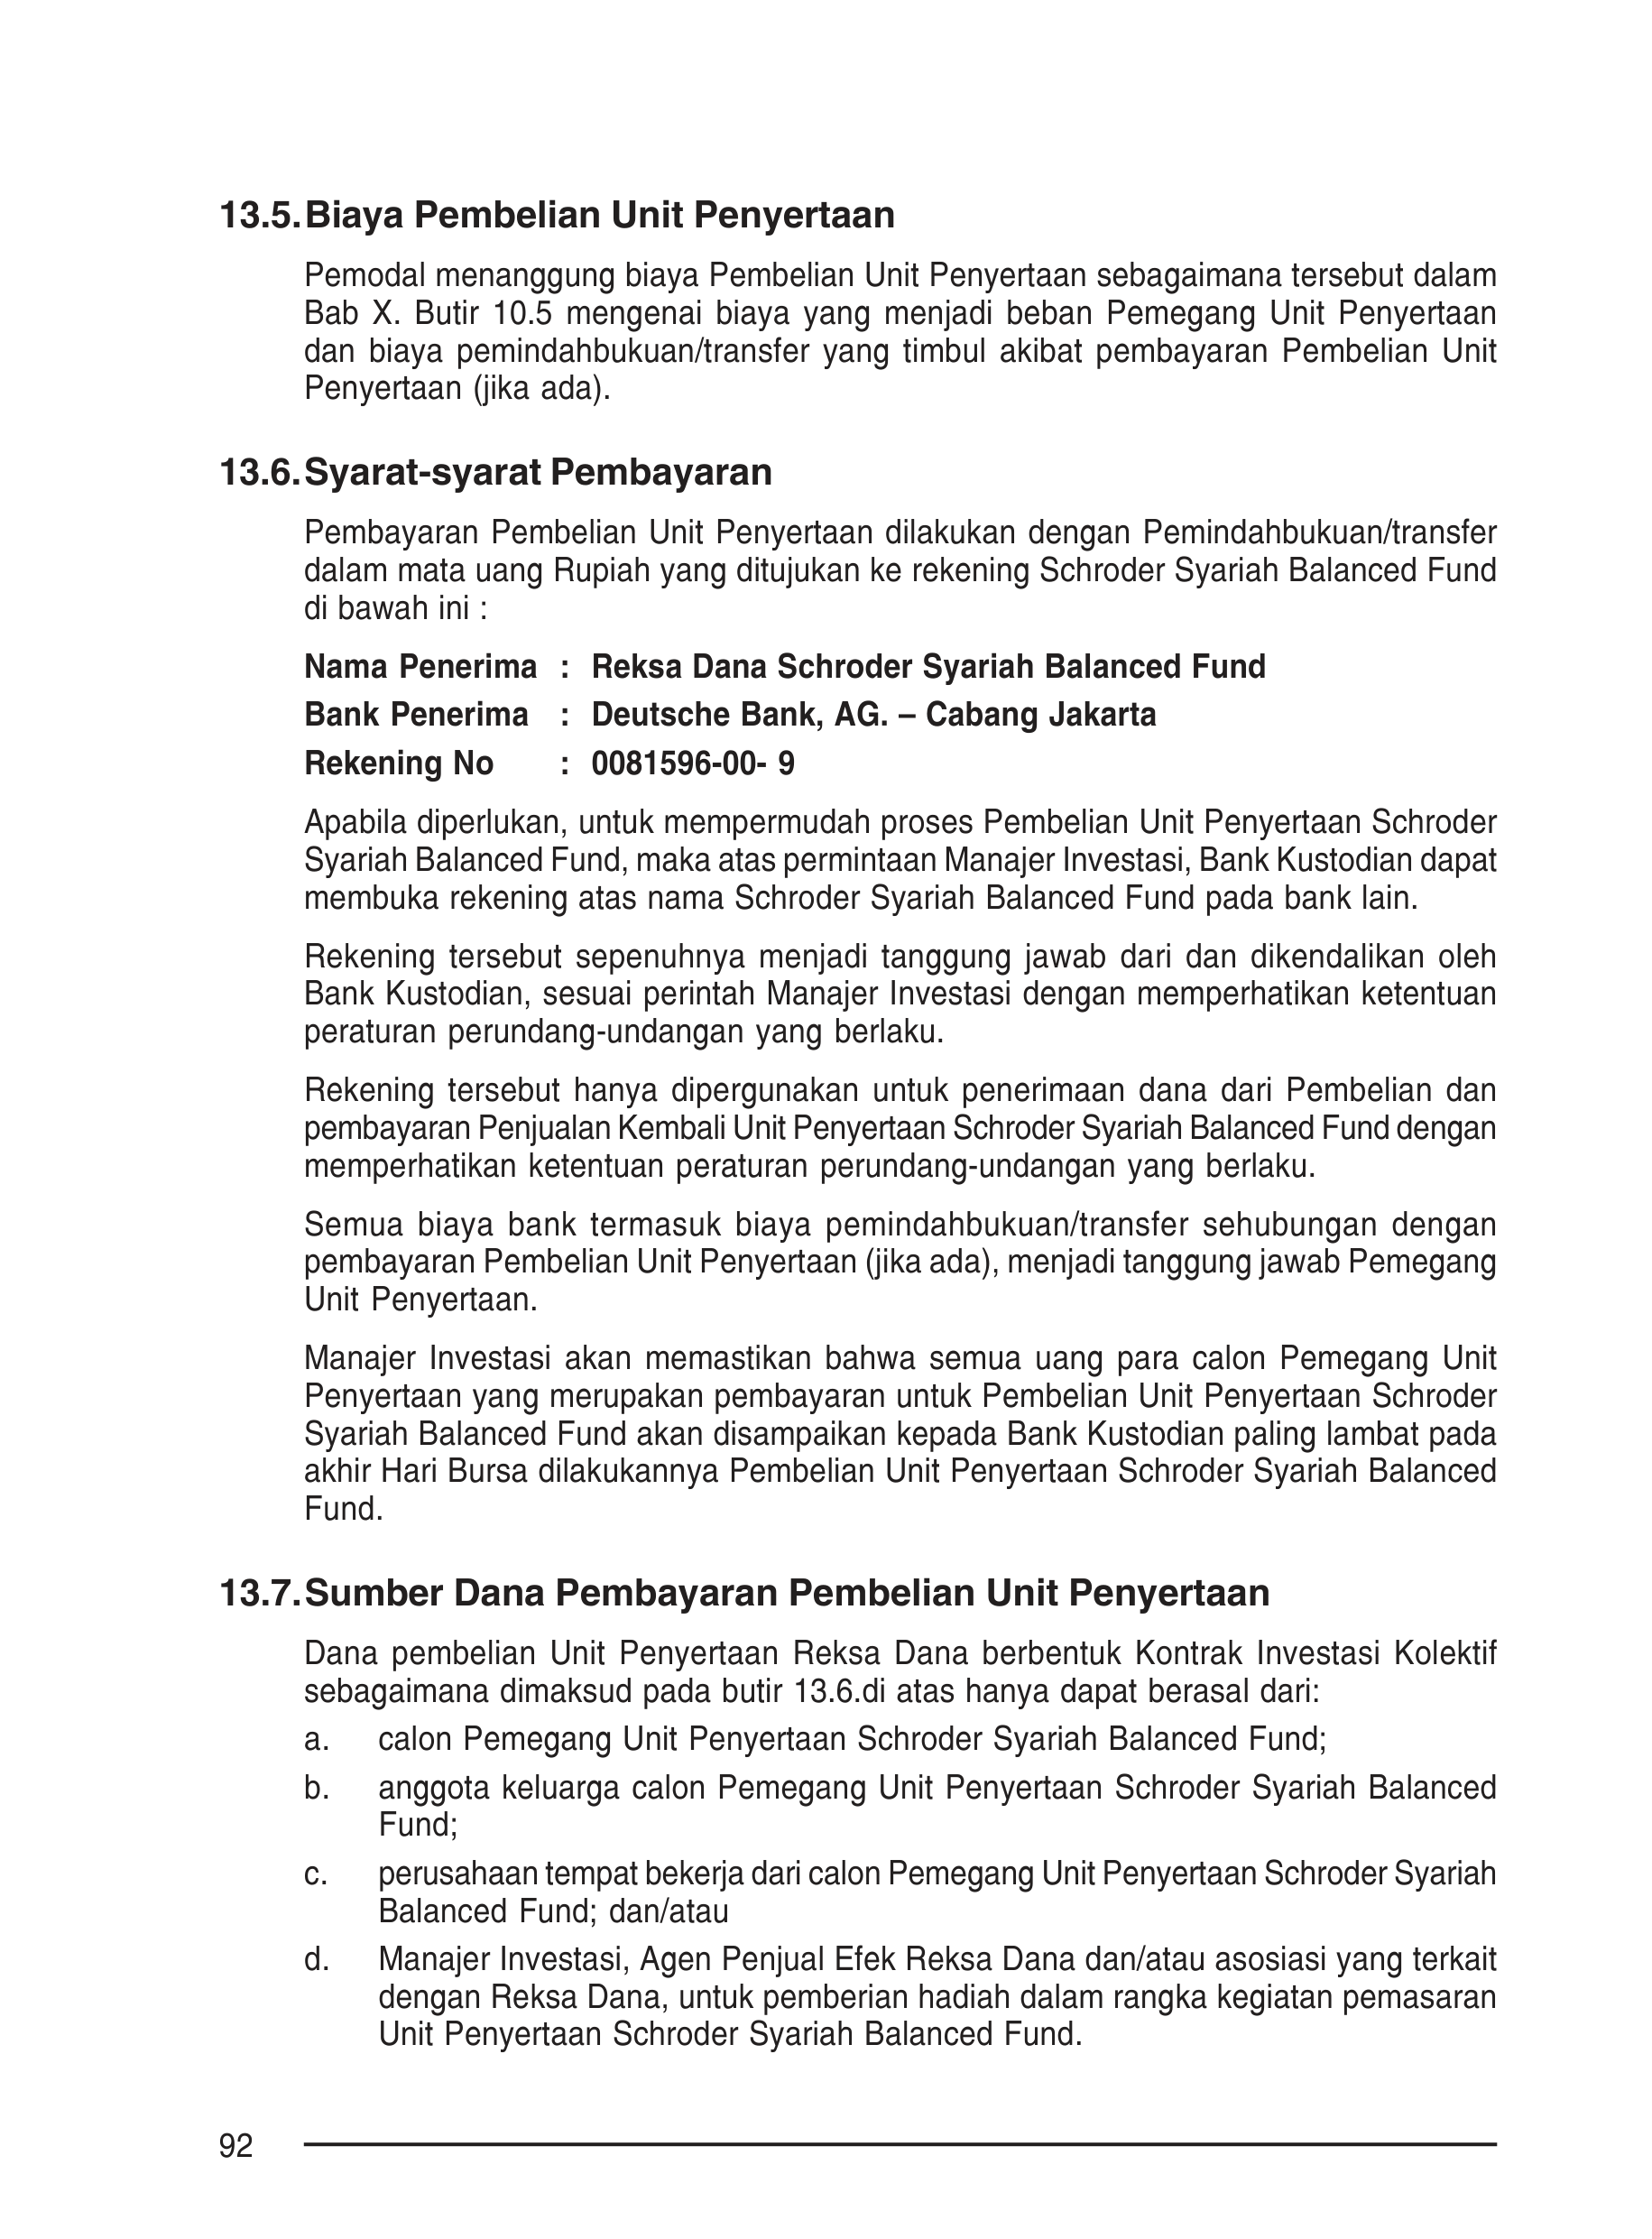 13.5. Biaya Pembelian Unit Penyertaan
Pemodal menanggung biaya Pembelian Unit Penyertaan sebagaimana tersebut dalam
Bab X. Butir 10.5 mengenai biaya yang menjadi beban Pemegang Unit Penyertaan
dan biaya pemindahbukuan/transfer yang timbul akibat pembayaran Pembelian Unit
Penyertaan (jika ada).
13.6. Syarat-syarat Pembayaran
Pembayaran Pembelian Unit Penyertaan dilakukan dengan Pemindahbukuan/transfer
dalam mata uang Rupiah yang ditujukan ke rekening Schroder Syariah Balanced Fund
di bawah ini :
Nama Penerima : Reksa Dana Schroder Syariah Balanced Fund
Bank Penerima : Deutsche Bank, AG. – Cabang Jakarta
Rekening No : 0081596-00- 9
Apabila diperlukan, untuk mempermudah proses Pembelian Unit Penyertaan Schroder
Syariah Balanced Fund, maka atas permintaan Manajer Investasi, Bank Kustodian dapat
membuka rekening atas nama Schroder Syariah Balanced Fund pada bank lain.
Rekening tersebut sepenuhnya menjadi tanggung jawab dari dan dikendalikan oleh
Bank Kustodian, sesuai perintah Manajer Investasi dengan memperhatikan ketentuan
peraturan perundang-undangan yang berlaku.
Rekening tersebut hanya dipergunakan untuk penerimaan dana dari Pembelian dan
pembayaran Penjualan Kembali Unit Penyertaan Schroder Syariah Balanced Fund dengan
memperhatikan ketentuan peraturan perundang-undangan yang berlaku.
Semua biaya bank termasuk biaya pemindahbukuan/transfer sehubungan dengan
pembayaran Pembelian Unit Penyertaan (jika ada), menjadi tanggung jawab Pemegang
Unit Penyertaan.
Manajer Investasi akan memastikan bahwa semua uang para calon Pemegang Unit
Penyertaan yang merupakan pembayaran untuk Pembelian Unit Penyertaan Schroder
Syariah Balanced Fund akan disampaikan kepada Bank Kustodian paling lambat pada
akhir Hari Bursa dilakukannya Pembelian Unit Penyertaan Schroder Syariah Balanced
Fund.
13.7. Sumber Dana Pembayaran Pembelian Unit Penyertaan
Dana pembelian Unit Penyertaan Reksa Dana berbentuk Kontrak Investasi Kolektif
sebagaimana dimaksud pada butir 13.6.di atas hanya dapat berasal dari:
a. calon Pemegang Unit Penyertaan Schroder Syariah Balanced Fund;
b. anggota keluarga calon Pemegang Unit Penyertaan Schroder Syariah Balanced
Fund;
c. perusahaan tempat bekerja dari calon Pemegang Unit Penyertaan Schroder Syariah
Balanced Fund; dan/atau
d. Manajer Investasi, Agen Penjual Efek Reksa Dana dan/atau asosiasi yang terkait
dengan Reksa Dana, untuk pemberian hadiah dalam rangka kegiatan pemasaran
Unit Penyertaan Schroder Syariah Balanced Fund.
92